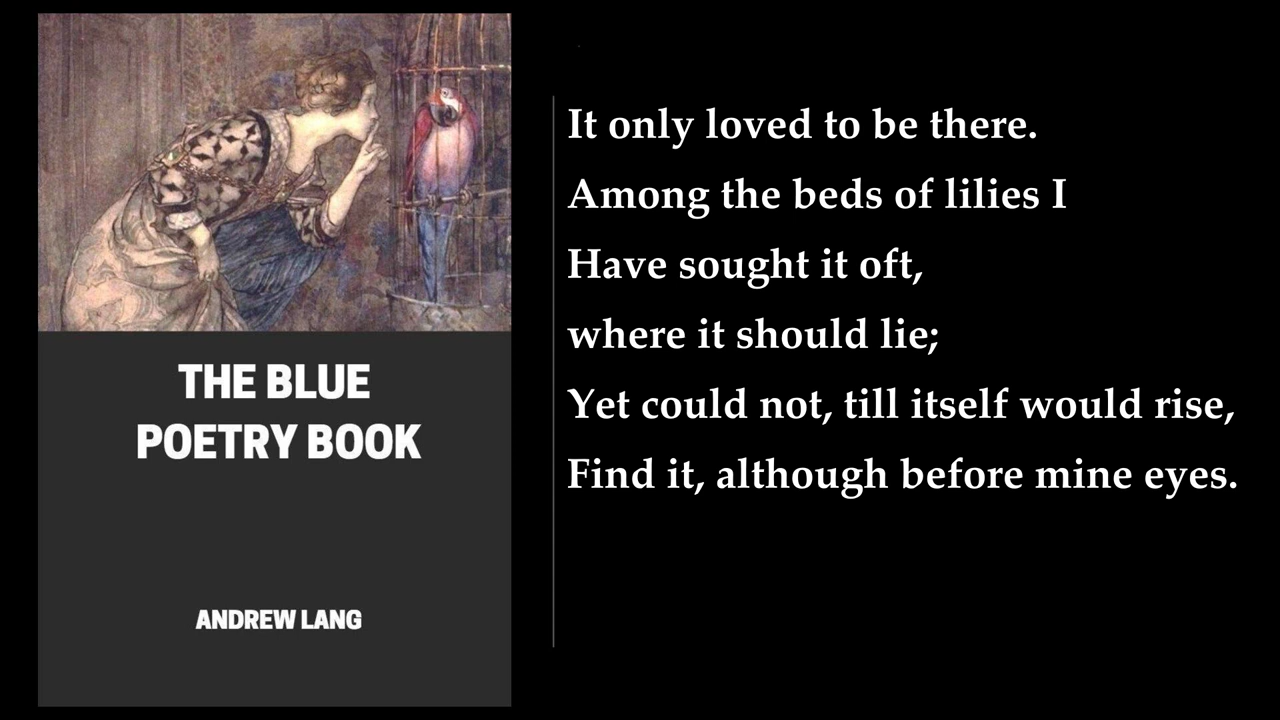 THE BLUE
POETRY BOOK
ANDREW LANG
It only loved to be there.
Among the beds of lilies I
Have sought it oft,
where it should lie;
Yet could not, till itself would rise,
Find it, although before mine eyes.